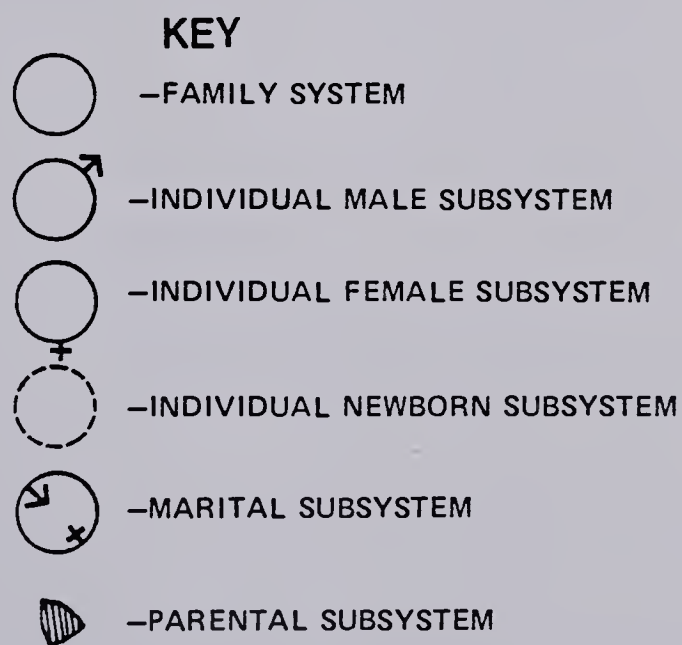 KEY
–FAMILY SYSTEM
–INDIVIDUAL MALE SUBSYSTEM
–INDIVIDUAL FEMALE SUBSYSTEM
–INDIVIDUAL NEWBORN SUBSYSTEM
–MARITAL SUBSYSTEM
–PARENTAL SUBSYSTEM